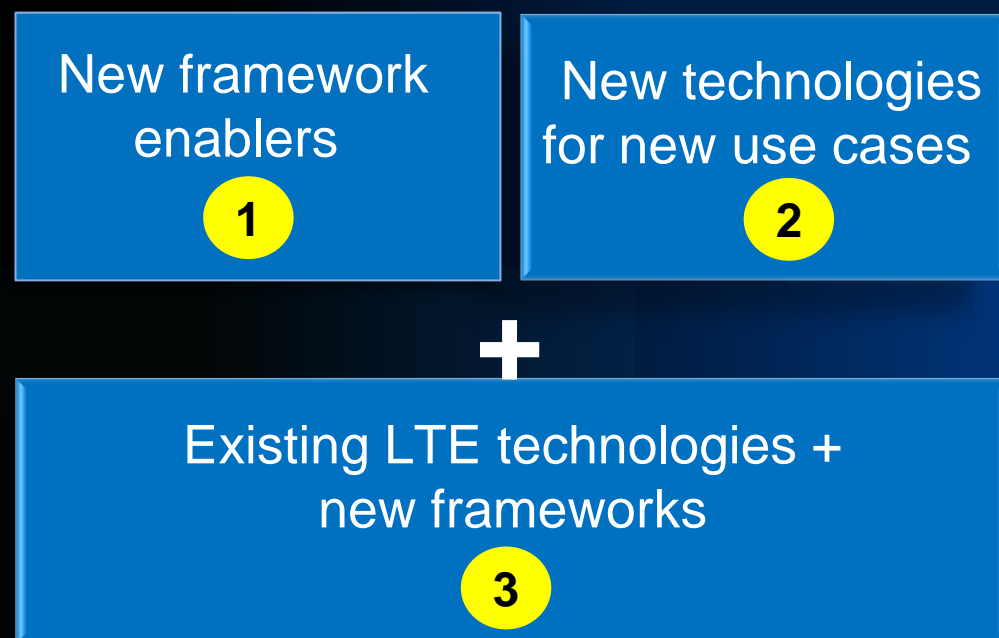 New framework
enablers
1
New technologies
for new use cases
2
+
Existing LTE technologies +
new frameworks
3